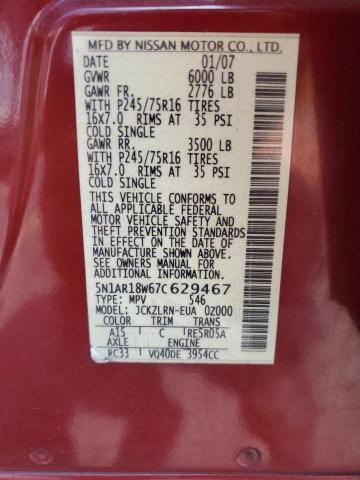 MFD BY NISSAN MOTOR CO., LTD.
DATE 01/07
GVWR 6000 LB
GAWR FR. 2776 LB
WITH P245/75R16 TIRES
16X7.0 RIMS AT 35 PSI
COLD SINGLE
GAWR RR. 3500 LB
WITH P245/75R16 TIRES
16X7.0 RIMS AT 35 PSI
COLD SINGLE
THIS VEHICLE CONFORMS TO
ALL APPLICABLE FEDERAL
MOTOR VEHICLE SAFETY AND
THEFT PREVENTION STANDARDS
IN EFFECT ON THE DATE OF
MANUFACTURE SHOWN ABOVE.
SEE OWNERS MANUAL FOR
ADDITIONAL INFORMATION.
5N1AR18W67C629467
TYPE: MPV 546
MODEL: JCKZLRN-EUA 0Z000
COLOR TRIM TRANS
A15 C RE5R05A
AXLE ENGINE
RC33 VQ40DE 3954CC